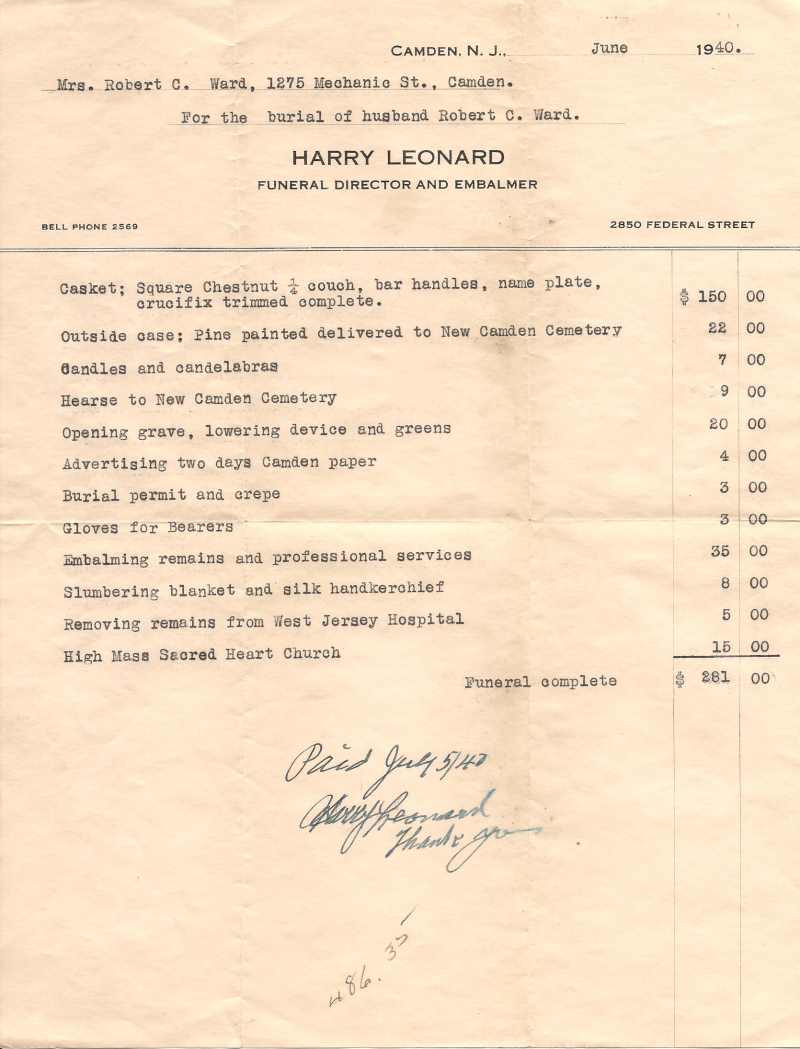 CAMDEN, N. J., June 1940.
Mrs. Robert C. Ward, 1275 Mechanic St., Camden.
For the burial of husband Robert C. Ward.
HARRY LEONARD
FUNERAL DIRECTOR AND EMBALMER
BELL PHONE 2569 2850 FEDERAL STREET
Casket; Square Chestnut ¼ couch, bar handles, name plate,
crucifix trimmed complete. $ 150 00
Outside case; Pine painted delivered to New Camden Cemetery 22 00
Candles and candelabras 7 00
Hearse to New Camden Cemetery 9 00
Opening grave, lowering device and greens 20 00
Advertising two days Camden paper 4 00
Burial permit and crepe 3 00
Gloves for Bearers 3 00
Embalming remains and professional services 35 00
Slumbering blanket and silk handkerchief 8 00
Removing remains from West Jersey Hospital 5 00
High Mass Sacred Heart Church 15 00
Funeral complete $ 281 00
Paid July 5/40
Harry Leonard
Thank you